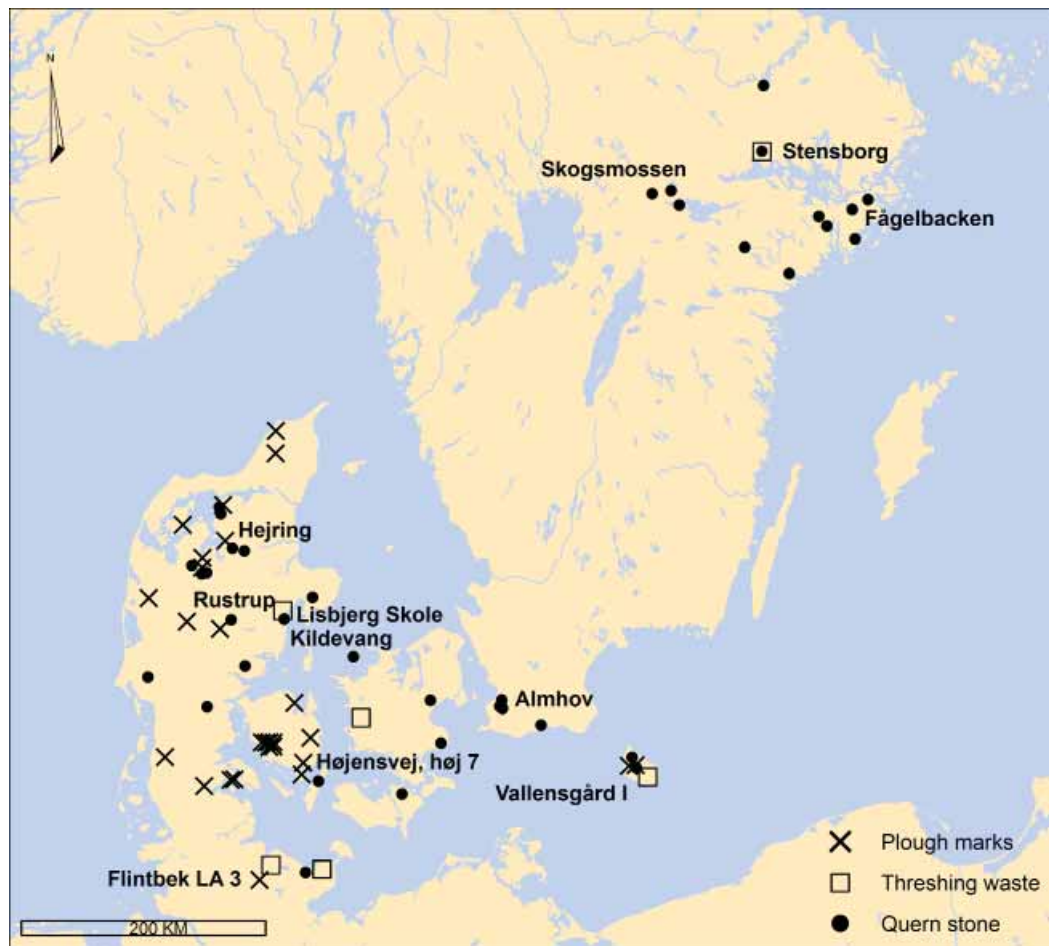 N
Stensborg
Skogsmossen
Fågelbacken
Hejring
Rustrup
Lisbjerg Skole
Kildevang
Almhov
Højensvej, høj 7
Vallensgård I
Plough marks
Flintbek LA 3
Threshing waste
200 KM
Quern stone